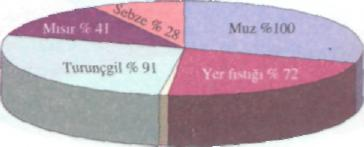 Sebze % 28
Mısır % 41
Muz %100
Turunçgil % 91
Yer fıstığı % 72